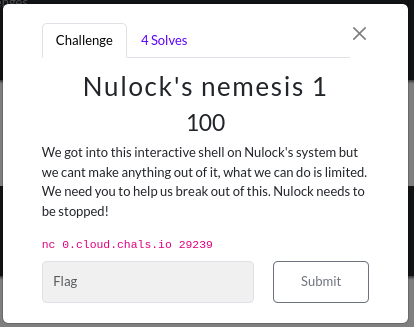 Challenge
4 Solves
Nulock's nemesis 1
100
We got into this interactive shell on Nulock's system but
we cant make anything out of it, what we can do is limited.
We need you to help us break out of this. Nulock needs to
be stopped!
nc 0.cloud.chals.io 29239
Flag
Submit